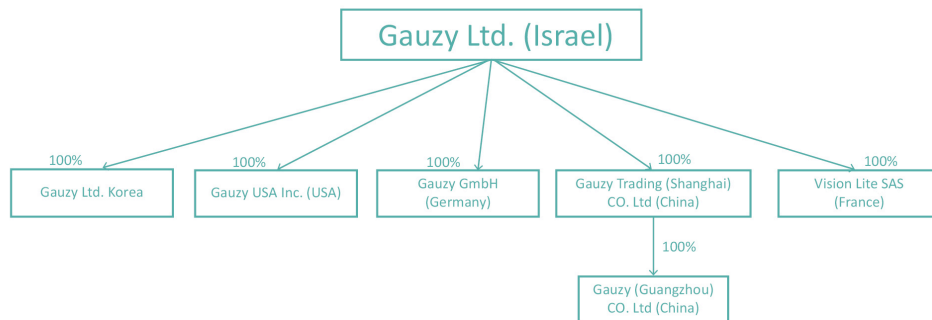 Gauzy Ltd. (Israel)
100%
100%
100%
100%
100%
Gauzy Ltd. Korea
Gauzy USA Inc. (USA)
Gauzy GmbH
(Germany)
Gauzy Trading (Shanghai)
CO. Ltd (China)
Vision Lite SAS
(France)
100%
Gauzy (Guangzhou)
CO. Ltd (China)